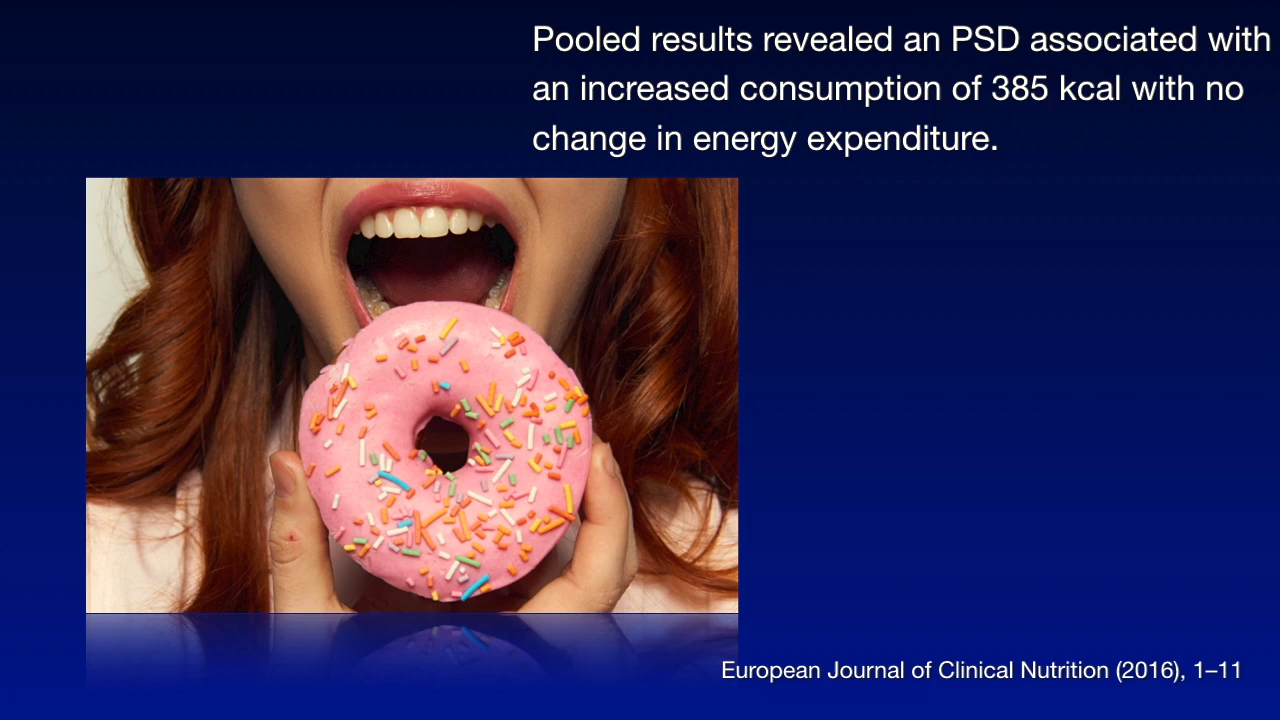 Pooled results revealed an PSD associated with
an increased consumption of 385 kcal with no
change in energy expenditure.
European Journal of Clinical Nutrition (2016), 1–11